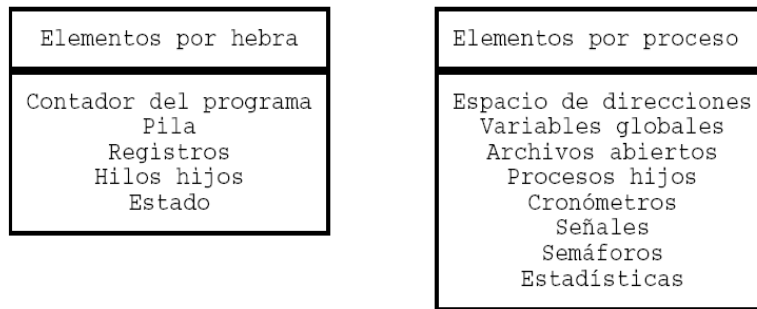 Elementos por hebra
Contador del programa
Pila
Registros
Hilos hijos
Estado
Elementos por proceso
Espacio de direcciones
Variables globales
Archivos abiertos
Procesos hijos
Cronómetros
Señales
Semáforos
Estadísticas